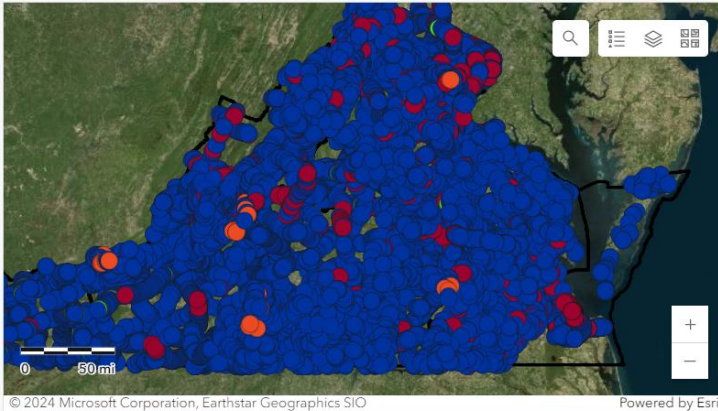 +
−
0 50 mi
© 2024 Microsoft Corporation, Earthstar Geographics SIO
Powered by Esri